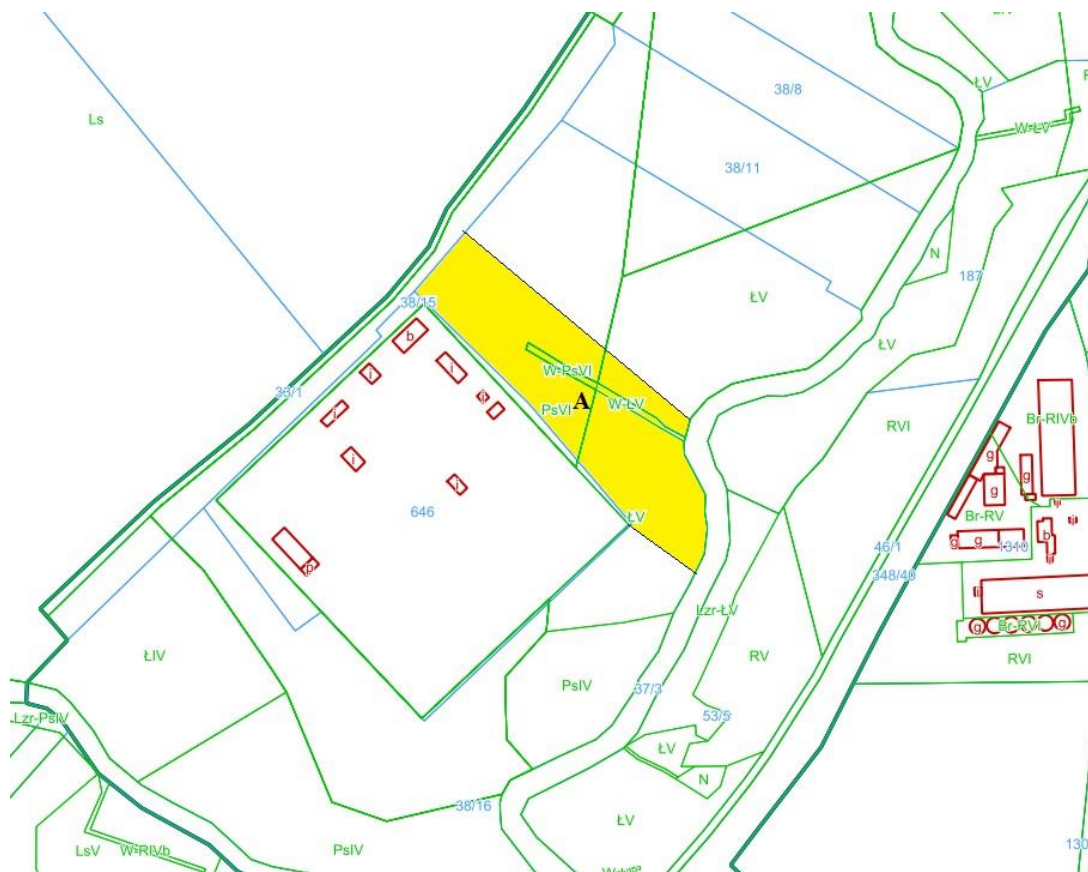 ŁV
38/8
W-ŁV
Ls
38/11
N
187
ŁV
38/15
b
i
ŁV
i
W-PsVI
33/1
i
i
A
PsVI
W-ŁV
Br-RIVb
RVI
i
g
g
i
g
646
ŁV
Br-RV
b
g
g
46/1
1310
348/40
s
Lzr-ŁV
g
Br-RVI
g
p
ŁIV
RV
RVI
PsIV
37/3
Lzr-PsIV
53/5
ŁV
N
38/16
ŁV
LsV
W-RIVb
PsIV
130